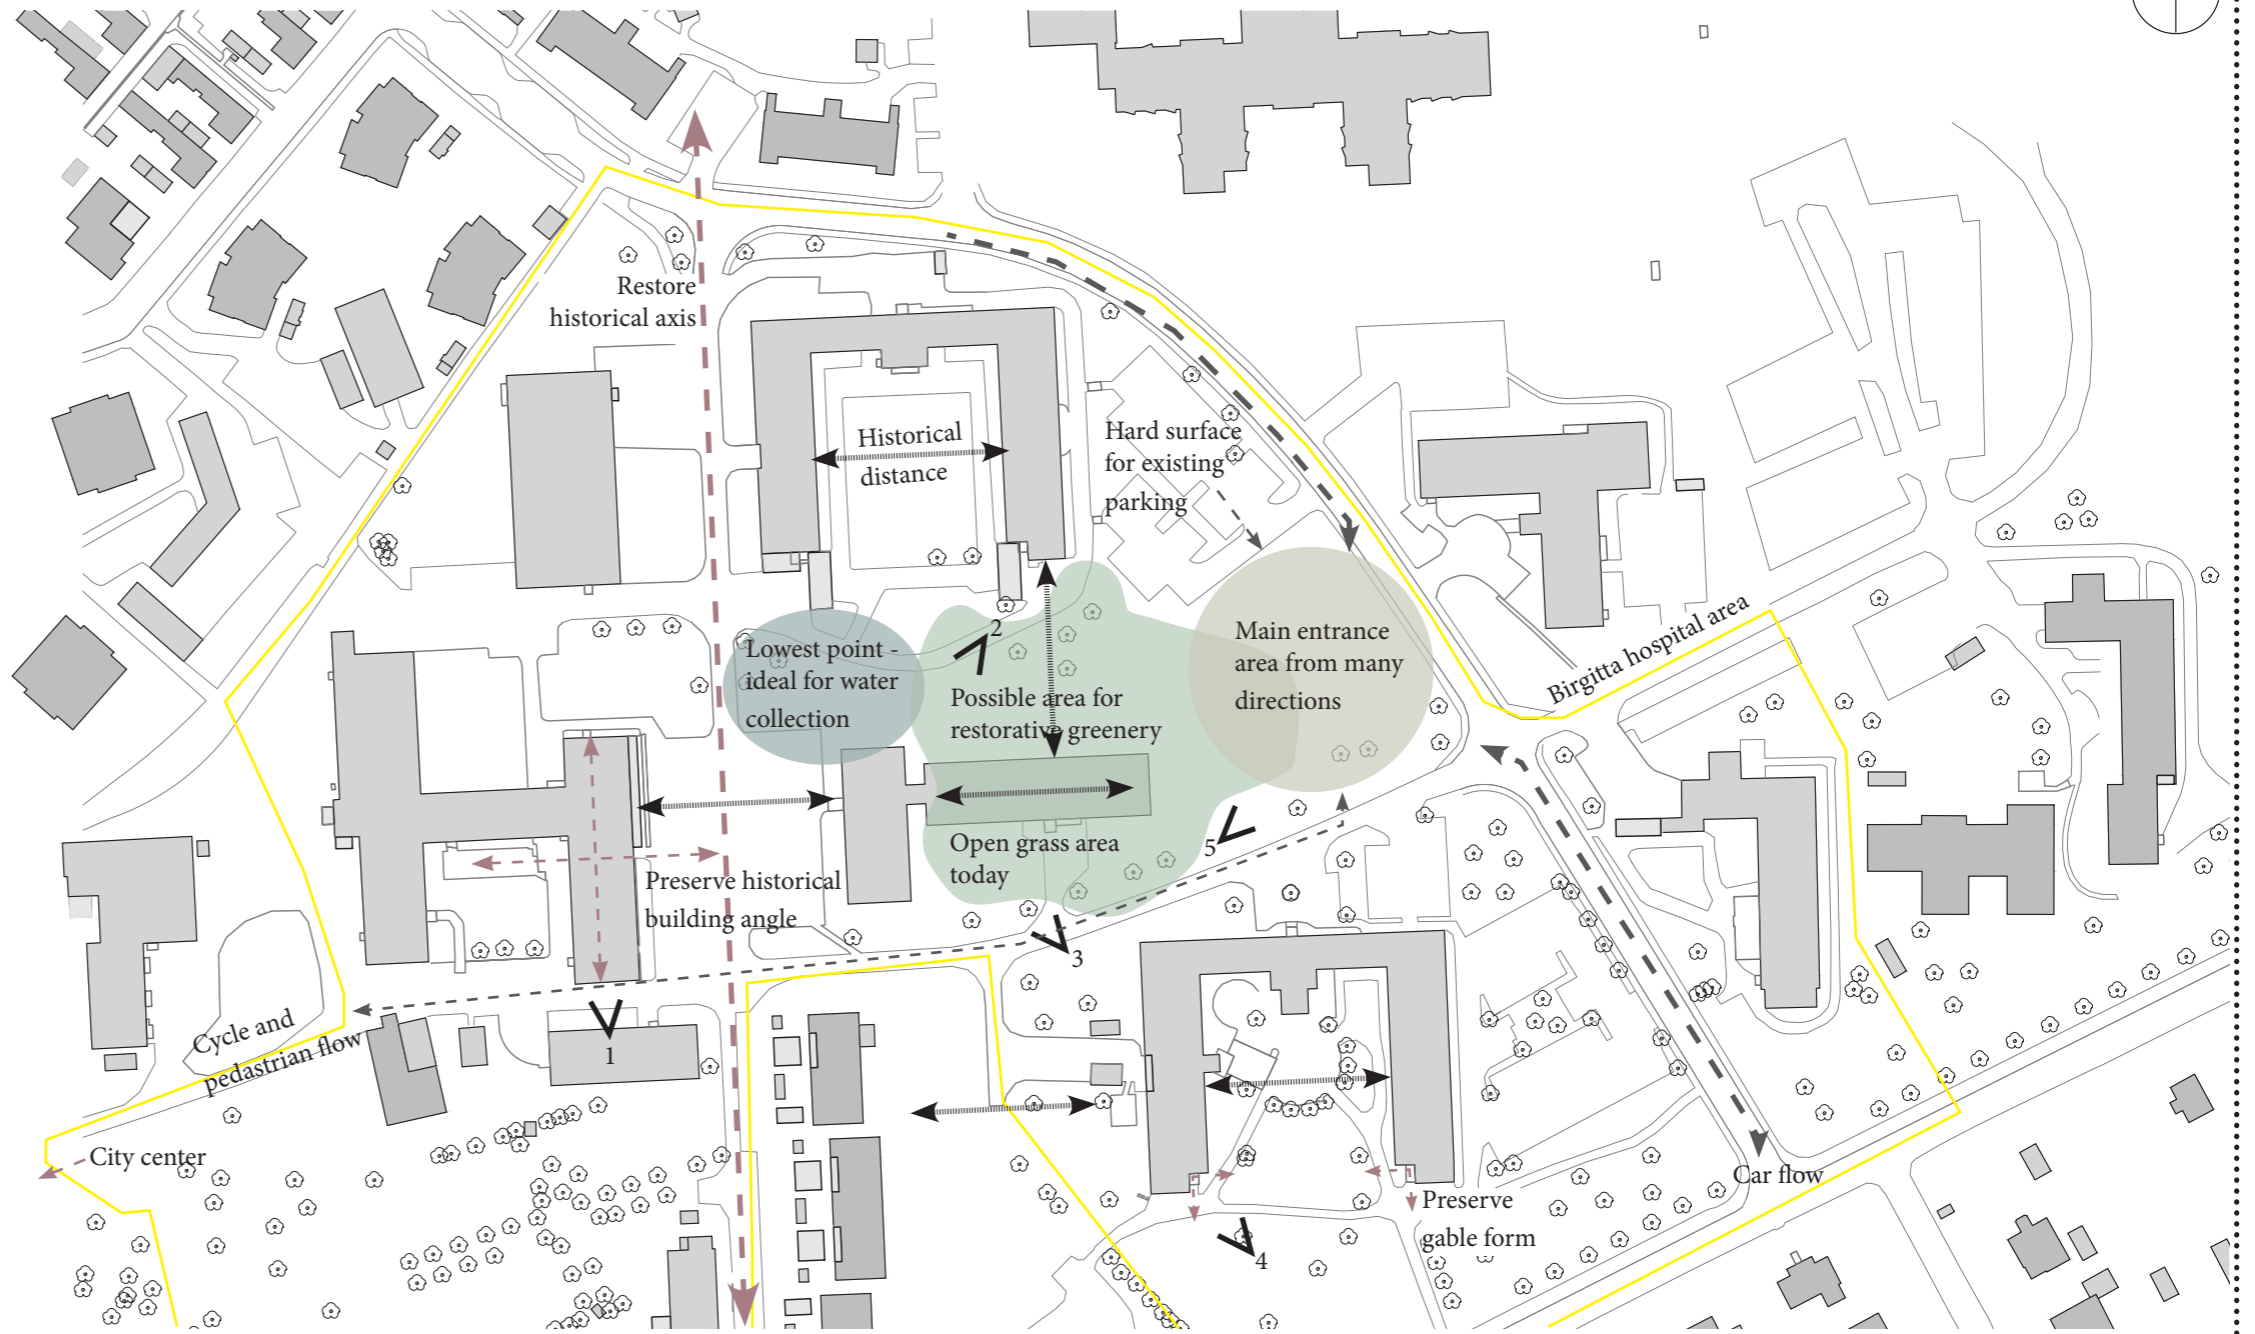 Restore
historical axis
Historical
distance
Hard surface
for existing
parking
2
Lowest point -
ideal for water
collection
Possible area for
restorative greenery
Main entrance
area from many
directions
Birgitta hospital area
Open grass area
today
5
Preserve historical
building angle
3
1
Cycle and
pedastrian flow
City center
Car flow
Preserve
gable form
4